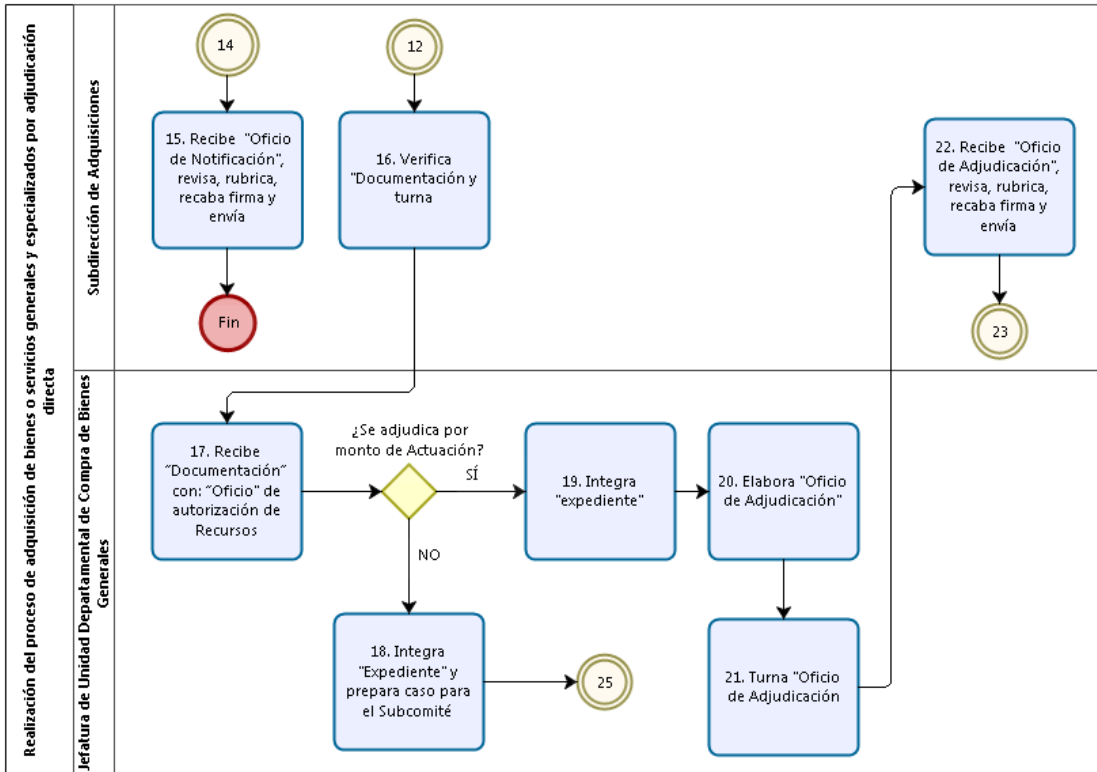 Realización del proceso de adquisición de bienes o servicios generales y especializados por adjudicación
directa
Subdirección de Adquisiciones
14
12
15. Recibe "Oficio
de Notificación",
revisa, rubrica,
recaba firma y
envía
16. Verifica
"Documentación y
turna
22. Recibe "Oficio
de Adjudicación",
revisa, rubrica,
recaba firma y
envía
Fin
23
Jefatura de Unidad Departamental de Compra de Bienes
Generales
17. Recibe
"Documentación"
con: "Oficio" de
autorización de
Recursos
¿Se adjudica por
monto de Actuación?
SÍ
NO
19. Integra
"expediente"
20. Elabora "Oficio
de Adjudicación"
18. Integra
"Expediente" y
prepara caso para
el Subcomité
25
21. Turna "Oficio
de Adjudicación